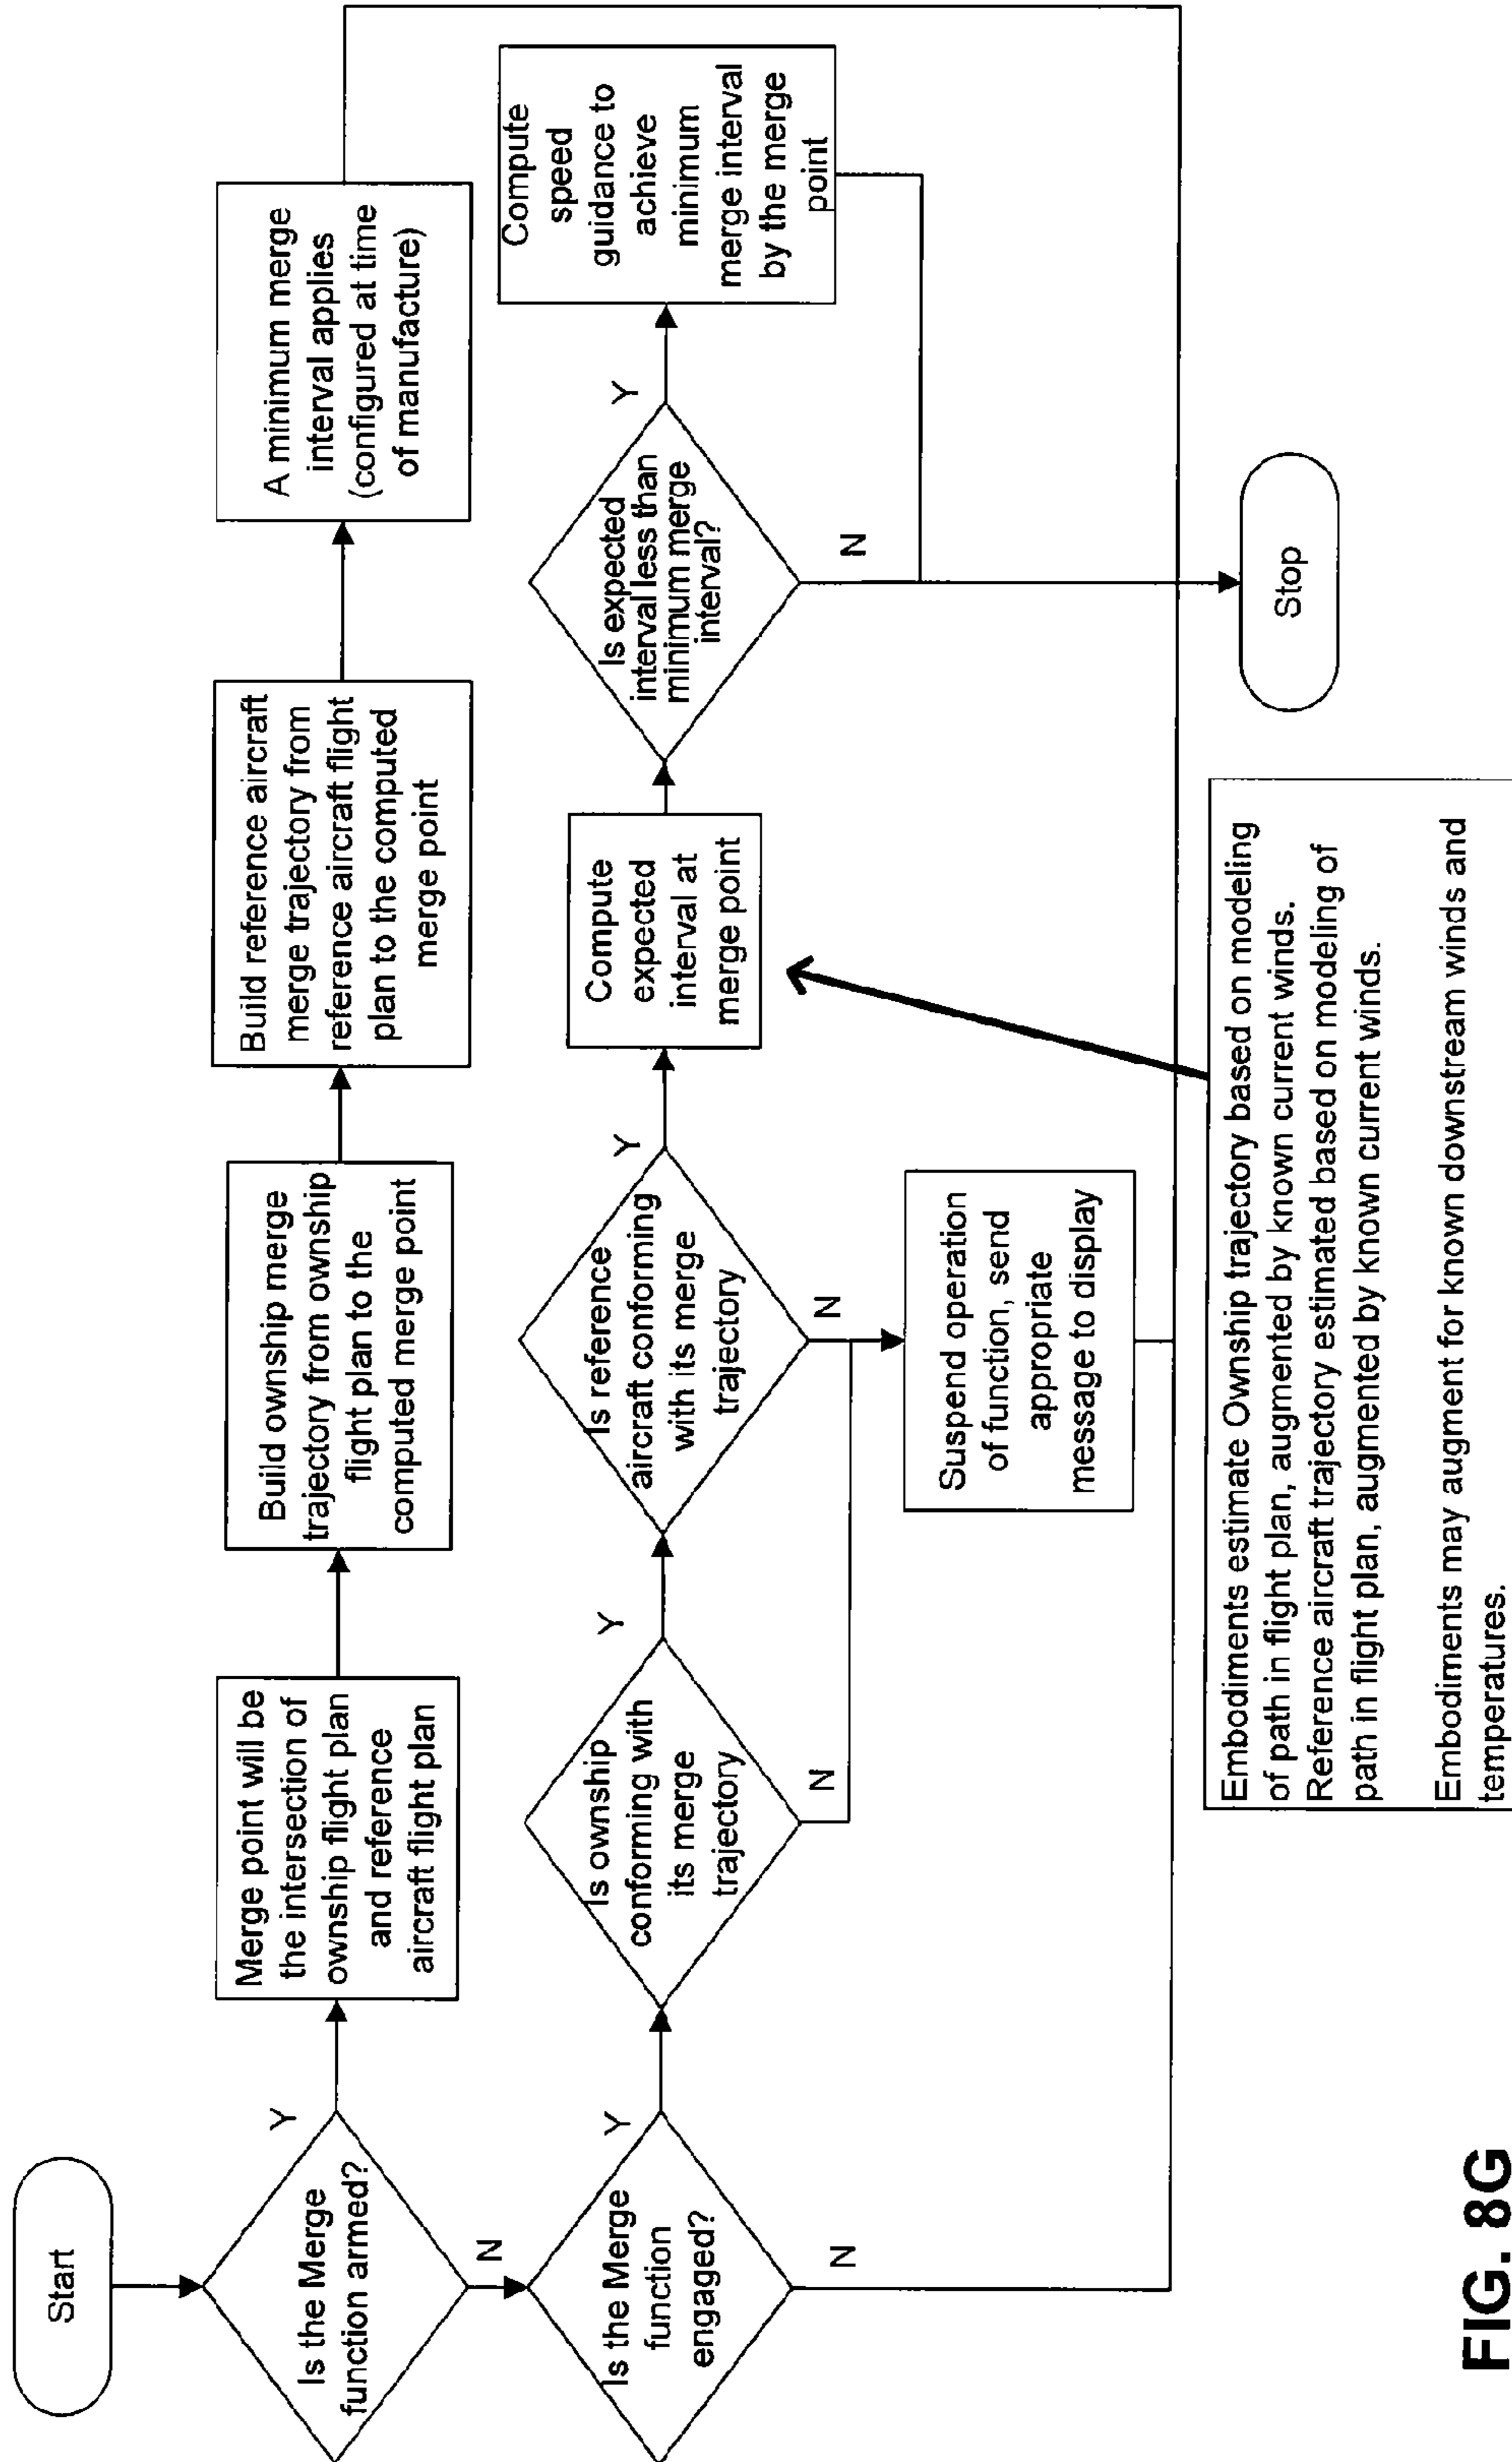 Start
Is the Merge
function armed?
Y
N
Merge point will be
the intersection of
ownship flight plan
and reference
aircraft flight plan
Build ownship merge
trajectory from ownship
flight plan to the
computed merge point
Build reference aircraft
merge trajectory from
reference aircraft flight
plan to the computed
merge point
A minimum merge
interval applies
(configured at time
of manufacture)
Is the Merge
function
engaged?
Y
N
Is ownship
conforming with
its merge
trajectory
Y
N
Is reference
aircraft conforming
with its merge
trajectory
Y
N
Suspend operation
of function, send
appropriate
message to display
Compute
expected
interval at
merge point
Is expected
interval less than
minimum merge
interval?
Y
N
Compute
speed
guidance to
achieve
minimum
merge interval
by the merge
point
Stop
Embodiments estimate Ownship trajectory based on modeling
of path in flight plan, augmented by known current winds.
Reference aircraft trajectory estimated based on modeling of
path in flight plan, augmented by known current winds.
Embodiments may augment for known downstream winds and
temperatures.
FIG. 8G